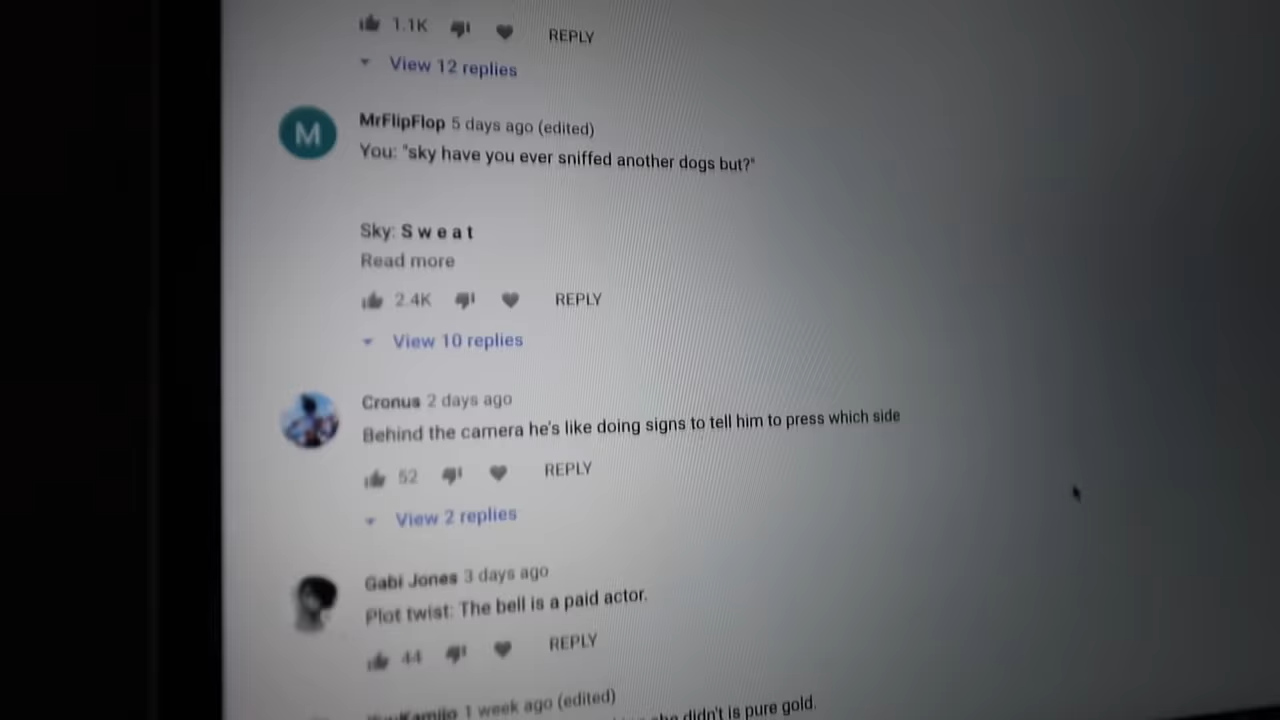 1.1K REPLY
View 12 replies
M
MrFlipFlop 5 days ago (edited)
You: "sky have you ever sniffed another dogs but?"
Sky: S w e a t
Read more
2.4K REPLY
View 10 replies
Cronus 2 days ago
Behind the camera he's like doing signs to tell him to press which side
52 REPLY
View 2 replies
Gabi Jones 3 days ago
Plot twist: The bell is a paid actor.
44 REPLY
1 week ago (edited)
she didn't is pure gold.